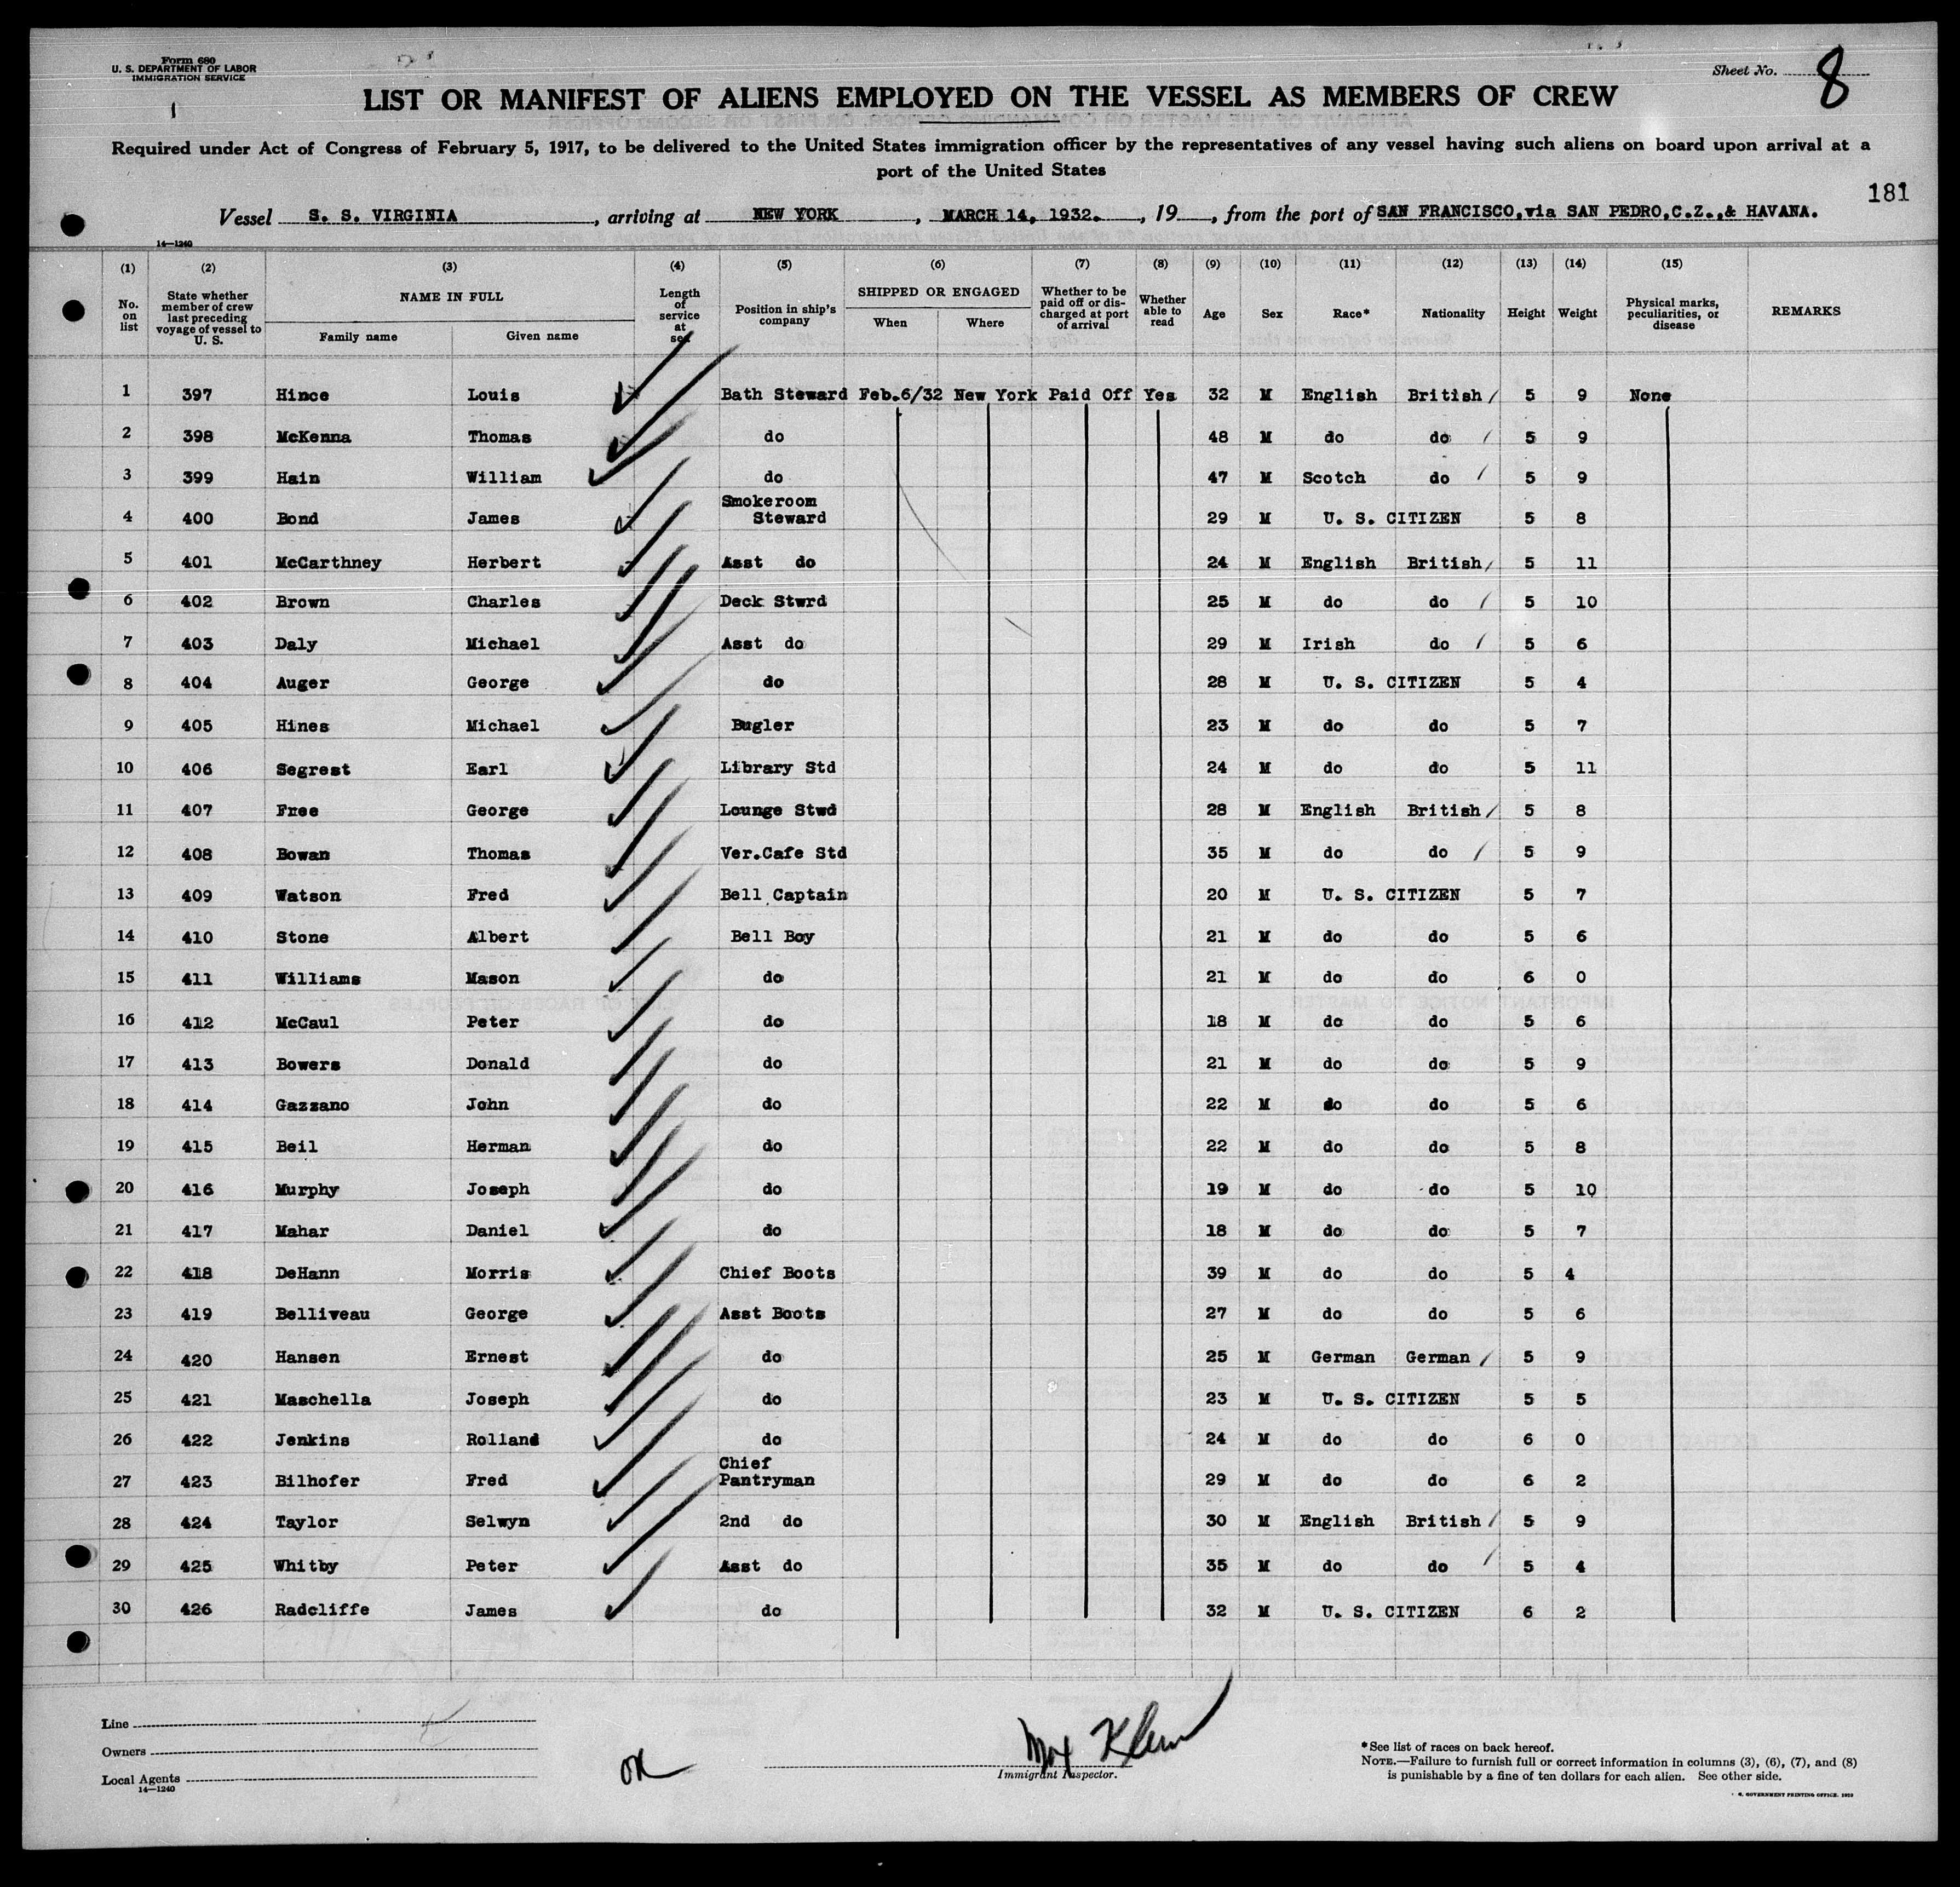 Form 680
U. S. DEPARTMENT OF LABOR
IMMIGRATION SERVICE
1
Sheet No. 8
LIST OR MANIFEST OF ALIENS EMPLOYED ON THE VESSEL AS MEMBERS OF CREW
Required under Act of Congress of February 5, 1917, to be delivered to the United States immigration officer by the representatives of any vessel having such aliens on board upon arrival at a
port of the United States
181
Vessel S. S. VIRGINIA, arriving at NEW YORK, MARCH 14, 1932., 19, from the port of SAN FRANCISCO,via SAN PEDRO,C.Z.,& HAVANA.
14—1240
(1) (2) (3) (4) (5) (6) (7) (8) (9) (10) (11) (12) (13) (14) (15)
No. on list
State whether member of crew last preceding voyage of vessel to U. S.
NAME IN FULL
Family name Given name
Length of service at sea
Position in ship's company
SHIPPED OR ENGAGED
When Where
Whether to be paid off or discharged at port of arrival
Whether able to read
Age Sex Race* Nationality Height Weight
Physical marks, peculiarities, or disease
REMARKS
1 397 Hince Louis Bath Steward Feb.6/32 New York Paid Off Yes 32 M English British 5 9 None
2 398 McKenna Thomas do 48 M do do 5 9
3 399 Hain William do 47 M Scotch do 5 9
4 400 Bond James Smokeroom Steward 29 M U. S. CITIZEN 5 8
5 401 McCarthney Herbert Asst do 24 M English British 5 11
6 402 Brown Charles Deck Stwrd 25 M do do 5 10
7 403 Daly Michael Asst do 29 M Irish do 5 6
8 404 Auger George do 28 M U. S. CITIZEN 5 4
9 405 Hines Michael Bugler 23 M do do 5 7
10 406 Segrest Earl Library Std 24 M do do 5 11
11 407 Free George Lounge Stwd 28 M English British 5 8
12 408 Bowan Thomas Ver.Cafe Std 35 M do do 5 9
13 409 Watson Fred Bell Captain 20 M U. S. CITIZEN 5 7
14 410 Stone Albert Bell Boy 21 M do do 5 6
15 411 Williams Mason do 21 M do do 6 0
16 412 McCaul Peter do 18 M do do 5 6
17 413 Bowers Donald do 21 M do do 5 9
18 414 Gazzano John do 22 M do do 5 6
19 415 Beil Herman do 22 M do do 5 8
20 416 Murphy Joseph do 19 M do do 5 10
21 417 Mahar Daniel do 18 M do do 5 7
22 418 DeHann Morris Chief Boots 39 M do do 5 4
23 419 Belliveau George Asst Boots 27 M do do 5 6
24 420 Hansen Ernest do 25 M German German 5 9
25 421 Maschella Joseph do 23 M U. S. CITIZEN 5 5
26 422 Jenkins Rolland do 24 M do do 6 0
27 423 Bilhofer Fred Chief Pantryman 29 M do do 6 2
28 424 Taylor Selwyn 2nd do 30 M English British 5 9
29 425 Whitby Peter Asst do 35 M do do 5 4
30 426 Radcliffe James do 32 M U. S. CITIZEN 6 2
Line
Owners
Local Agents
14—1240
OK
Max Klein
Immigrant Inspector.
*See list of races on back hereof.
NOTE.—Failure to furnish full or correct information in columns (3), (6), (7), and (8)
is punishable by a fine of ten dollars for each alien. See other side.
GOVERNMENT PRINTING OFFICE